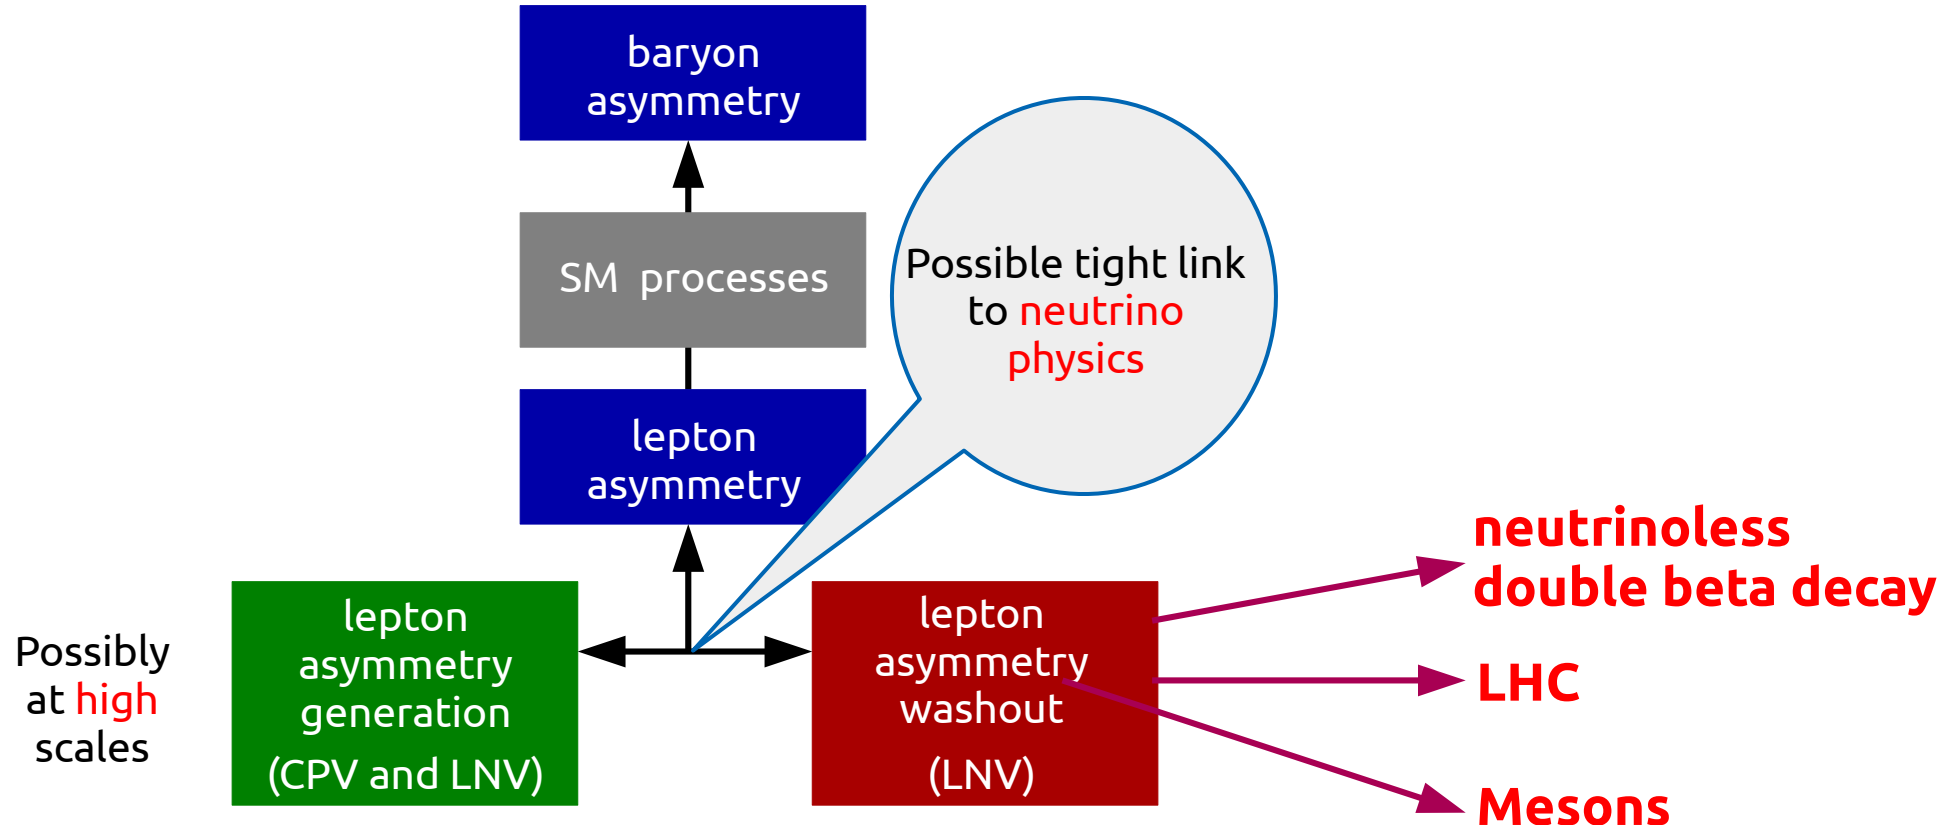 baryon
asymmetry
SM processes
Possible tight link
to neutrino
physics
lepton
asymmetry
Possibly
at high
scales
lepton
asymmetry
generation
(CPV and LNV)
lepton
asymmetry
washout
(LNV)
neutrinoless
double beta decay
LHC
Mesons